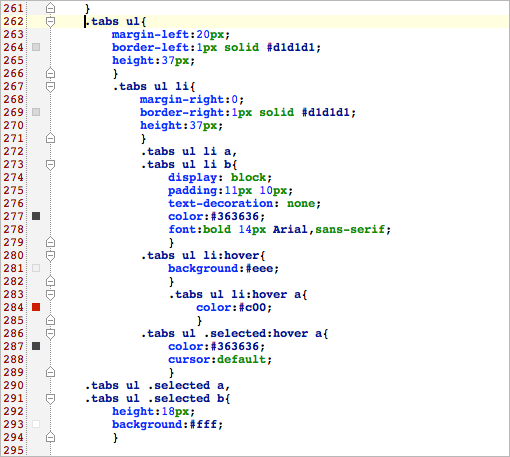 261 }
262 .tabs ul{
263 margin-left:20px;
264 border-left:1px solid #d1d1d1;
265 height:37px;
266 }
267 .tabs ul li{
268 margin-right:0;
269 border-right:1px solid #d1d1d1;
270 height:37px;
271 }
272 .tabs ul li a,
273 .tabs ul li b{
274 display: block;
275 padding:11px 10px;
276 text-decoration: none;
277 color:#363636;
278 font:bold 14px Arial,sans-serif;
279 }
280 .tabs ul li:hover{
281 background:#eee;
282 }
283 .tabs ul li:hover a{
284 color:#c00;
285 }
286 .tabs ul .selected:hover a{
287 color:#363636;
288 cursor:default;
289 }
290 .tabs ul .selected a,
291 .tabs ul .selected b{
292 height:18px;
293 background:#fff;
294 }
295